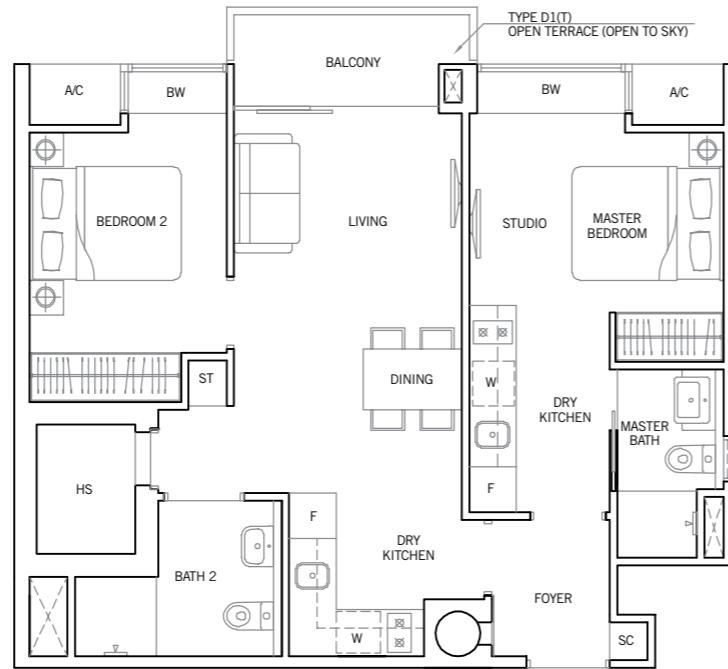 TYPE D1(T)
OPEN TERRACE (OPEN TO SKY)
BALCONY
A/C
BW
BW
A/C
BEDROOM 2
LIVING
STUDIO
MASTER
BEDROOM
ST
DINING
W
DRY
KITCHEN
MASTER
BATH
HS
F
F
DRY
KITCHEN
BATH 2
W
FOYER
SC